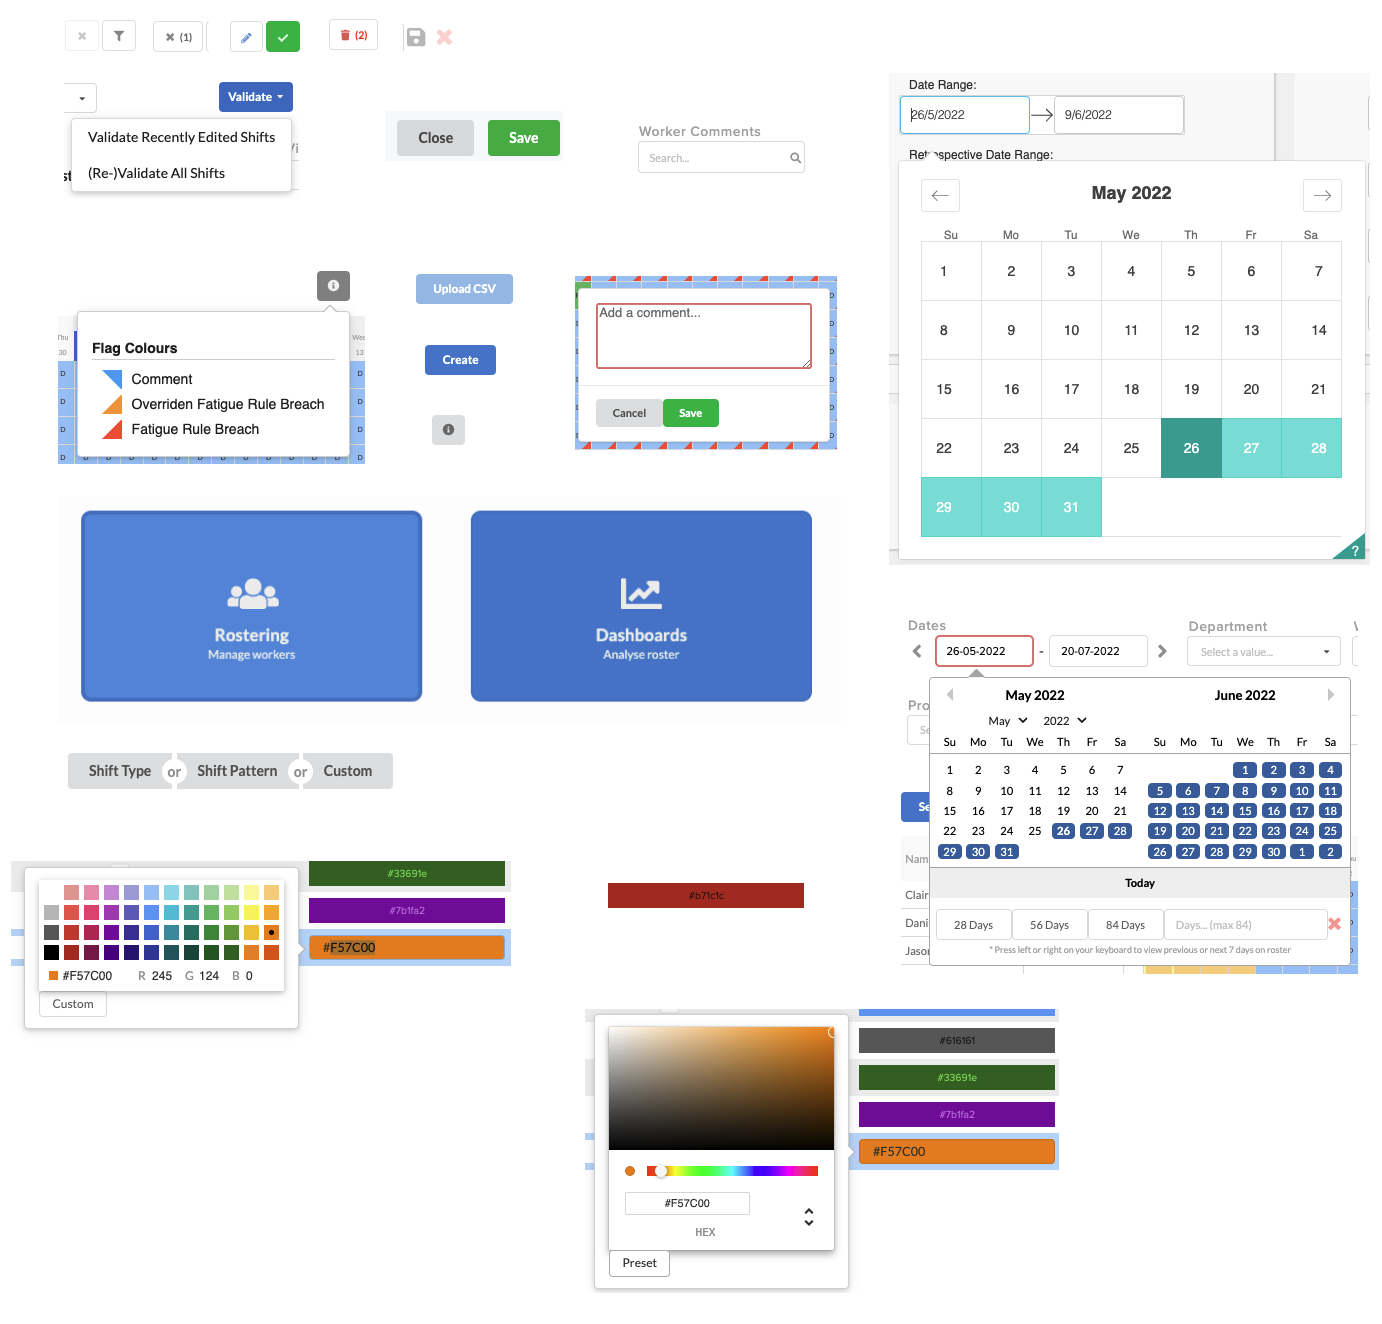 (1)
(2)
Validate
Validate Recently Edited Shifts
(Re-)Validate All Shifts
Close
Save
Worker Comments
Search...
Date Range:
26/5/2022
9/6/2022
Retrospective Date Range:
May 2022
Su Mo Tu We Th Fr Sa
1 2 3 4 5 6 7
8 9 10 11 12 13 14
15 16 17 18 19 20 21
22 23 24 25 26 27 28
29 30 31
?
Thu
30
Wed
13
Flag Colours
Comment
Overriden Fatigue Rule Breach
Fatigue Rule Breach
D D
D D
D D
D D D D D D D D D D D D D
Upload CSV
Create
Add a comment...
Cancel
Save
Rostering
Manage workers
Dashboards
Analyse roster
Dates
26-05-2022
-
20-07-2022
Department
Select a value...
Pro
Se
May 2022
June 2022
May
2022
Su Mo Tu We Th Fr Sa
1 2 3 4 5 6 7
8 9 10 11 12 13 14
15 16 17 18 19 20 21
22 23 24 25 26 27 28
29 30 31
Su Mo Tu We Th Fr Sa
1 2 3 4
5 6 7 8 9 10 11
12 13 14 15 16 17 18
19 20 21 22 23 24 25
26 27 28 29 30 1 2
Se
Nam
Clair
Dani
Jason
Today
28 Days
56 Days
84 Days
Days... (max 84)
* Press left or right on your keyboard to view previous or next 7 days on roster
Shift Type
or
Shift Pattern
or
Custom
#33691e
#7b1fa2
#F57C00
#F57C00
R 245 G 124 B 0
Custom
#b71c1c
#616161
#33691e
#7b1fa2
#F57C00
#F57C00
HEX
Preset